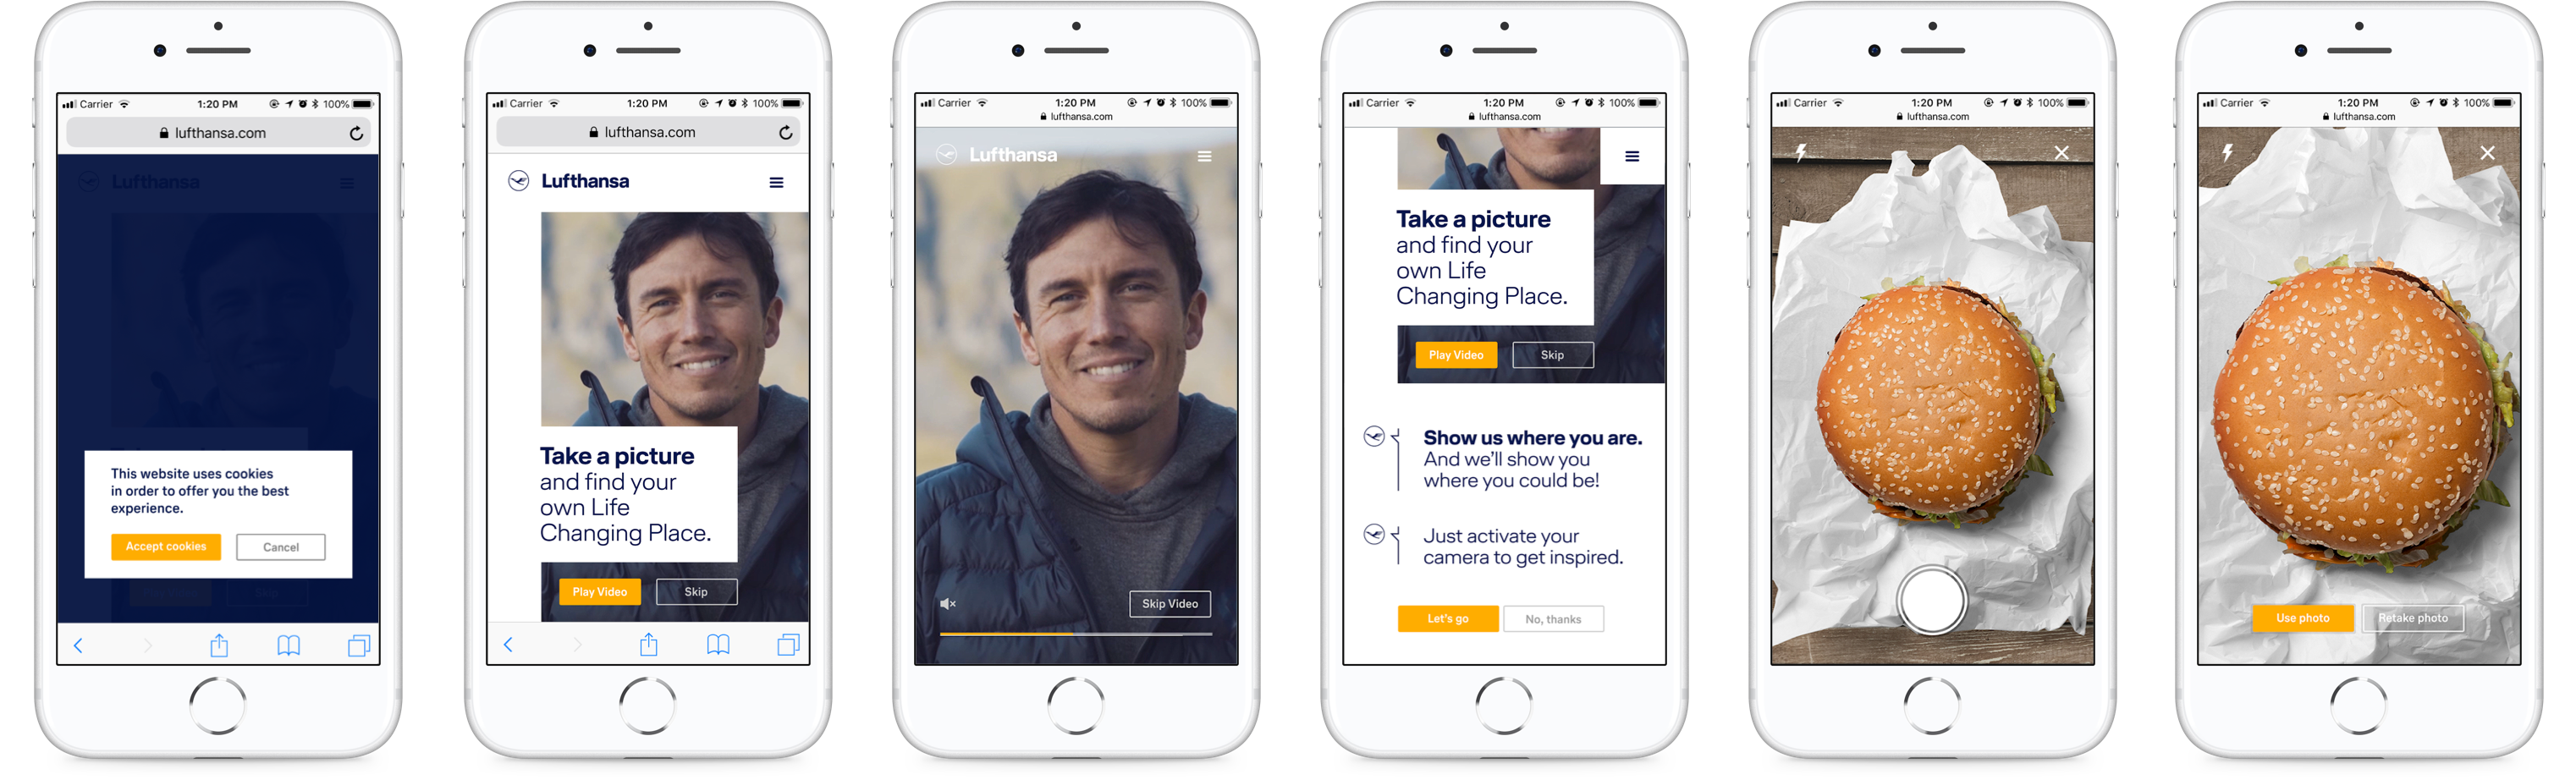 Carrier 1:20 PM 100%
lufthansa.com
Lufthansa
This website uses cookies
in order to offer you the best
experience.
Accept cookies Cancel
Carrier 1:20 PM 100%
lufthansa.com
Lufthansa
Take a picture
and find your
own Life
Changing Place.
Play Video Skip
Carrier 1:20 PM 100%
lufthansa.com
Lufthansa
Skip Video
Carrier 1:20 PM 100%
lufthansa.com
Take a picture
and find your
own Life
Changing Place.
Play Video Skip
Show us where you are.
And we'll show you
where you could be!
Just activate your
camera to get inspired.
Let's go No, thanks
Carrier 1:20 PM 100%
lufthansa.com
Carrier 1:20 PM 100%
lufthansa.com
Use photo Retake photo